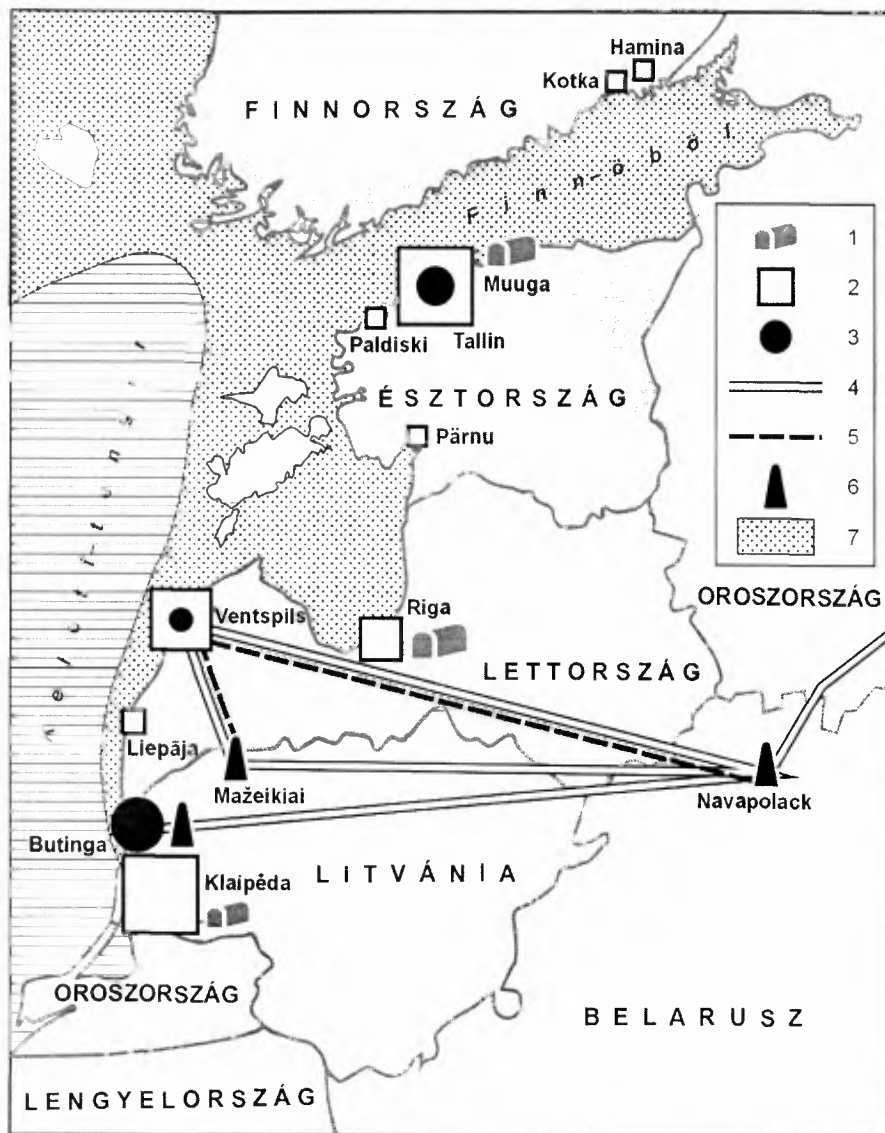 Hamina
Kotka
FINNORSZÁG
Finn-öböl
1
Muuga
2
Paldiski
Tallin
3
ÉSZTORSZÁG
4
Pärnu
5
6
7
Ventspils
Riga
OROSZORSZÁG
LETTORSZÁG
Liepāja
Mažeikiai
Navapolack
Butinga
Klaipėda
LITVÁNIA
OROSZORSZÁG
BELARUSZ
LENGYELORSZÁG